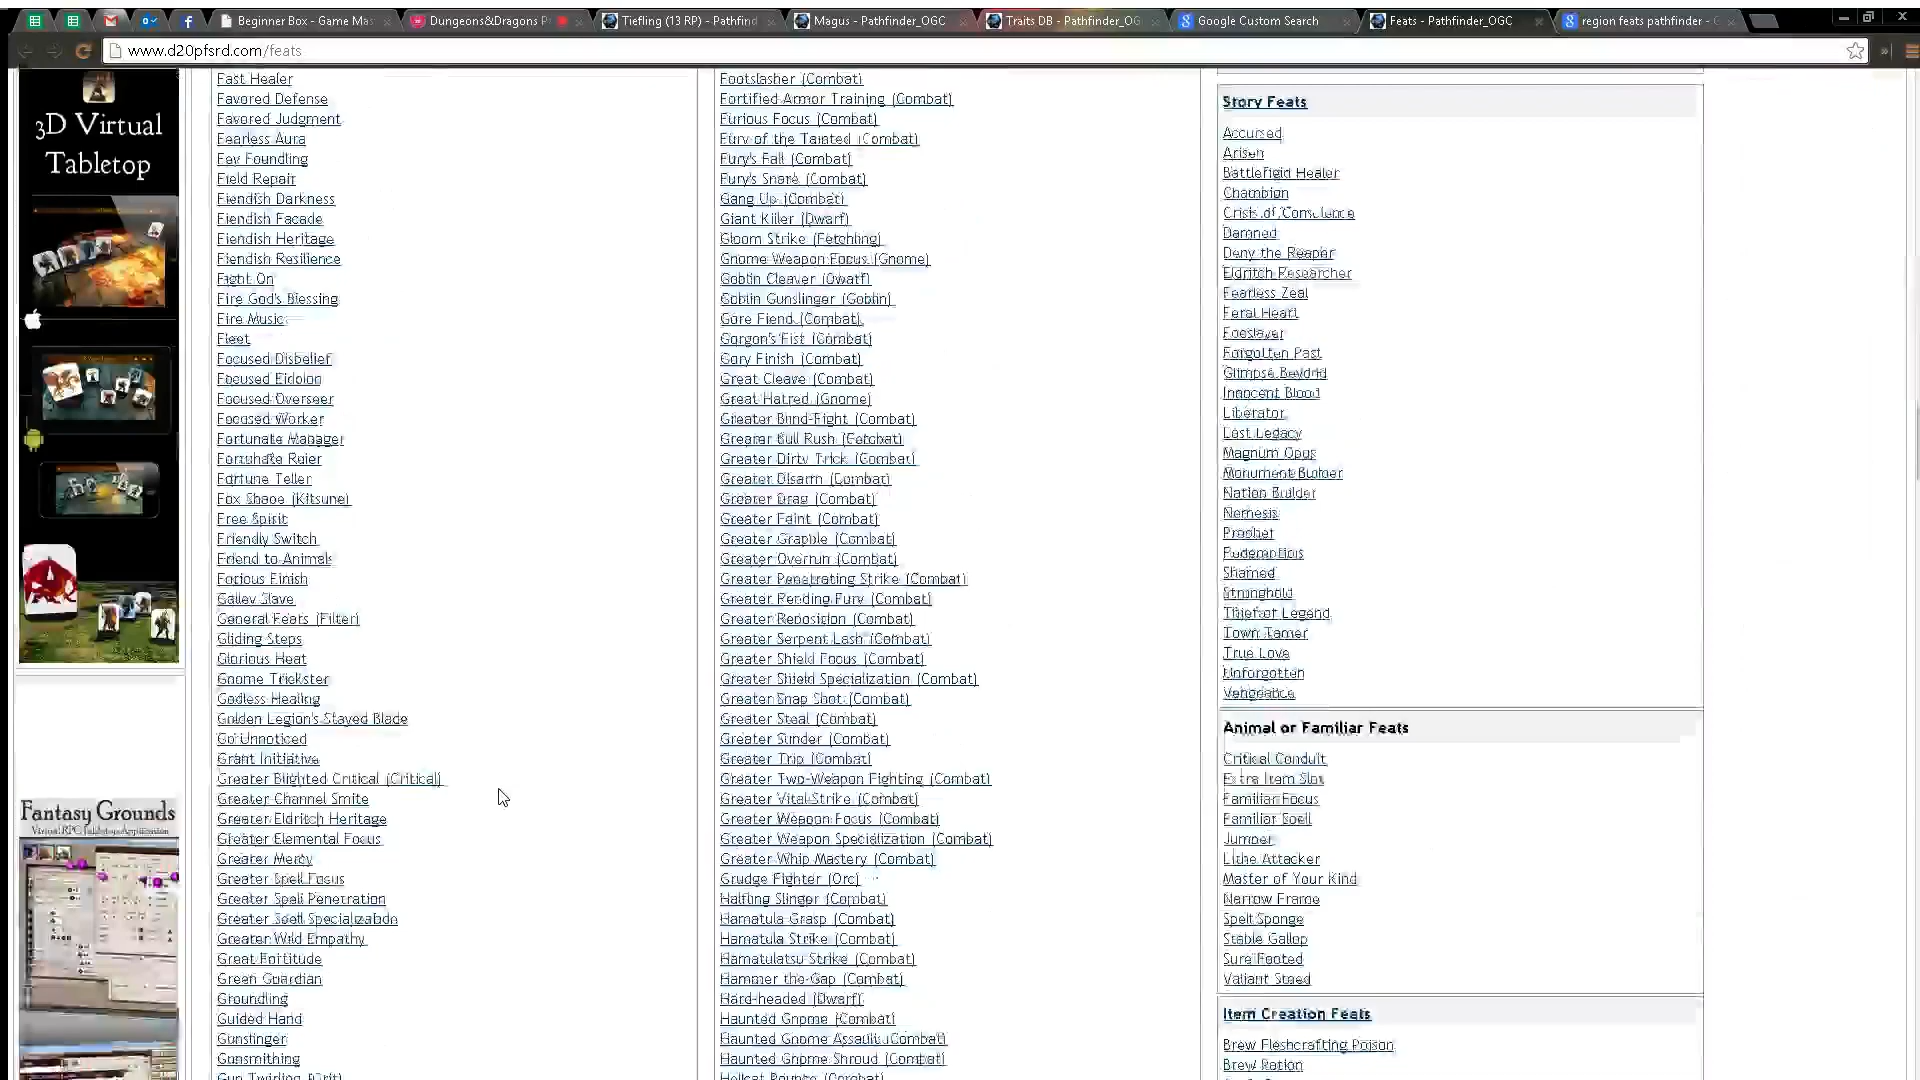 Beginner Box - Game Mas
Dungeons&Dragons P
Tiefling (13 RP) - Pathfind
Magus - Pathfinder_OGC
Traits DB - Pathfinder_OG
Google Custom Search
Feats - Pathfinder_OGC
region feats pathfinder -
www.d20pfsrd.com/feats
3D Virtual
Tabletop
Fantasy Grounds
Virtual RPG Tabletop Application
Fast Healer
Favored Defense
Favored Judgment
Fearless Aura
Fey Foundling
Field Repair
Fiendish Darkness
Fiendish Facade
Fiendish Heritage
Fiendish Resilience
Fight On
Fire God's Blessing
Fire Music
Fleet
Focused Disbelief
Focused Eidolon
Focused Overseer
Focused Worker
Fortunate Manager
Fortune Teller
Fox Shape (Kitsune)
Free Spirit
Friendly Switch
Friend to Animals
Furious Finish
Galley Slave
General Feats (Filter)
Gliding Steps
Glorious Heat
Gnome Trickster
Godless Healing
Golden Legion's Stayed Blade
Go Unnoticed
Grant Initiative
Greater Blighted Critical (Critical)
Greater Channel Smite
Greater Eldritch Heritage
Greater Elemental Focus
Greater Mercy
Greater Spell Focus
Greater Spell Penetration
Greater Spell Specialization
Greater Wild Empathy
Great Fortitude
Green Guardian
Groundling
Guided Hand
Gunslinger
Gunsmithing
Gun Twirling (Grit)
Footslasher (Combat)
Fortified Armor Training (Combat)
Furious Focus (Combat)
Fury of the Tainted (Combat)
Fury's Fall (Combat)
Fury's Snare (Combat)
Gang Up (Combat)
Giant Killer (Dwarf)
Gloom Strike (Fetchling)
Gnome Weapon Focus (Gnome)
Goblin Cleaver (Dwarf)
Goblin Gunslinger (Goblin)
Gore Fiend (Combat)
Gorgon's Fist (Combat)
Gory Finish (Combat)
Great Cleave (Combat)
Great Hatred (Gnome)
Greater Blind-Fight (Combat)
Greater Bull Rush (Combat)
Greater Dirty Trick (Combat)
Greater Disarm (Combat)
Greater Drag (Combat)
Greater Feint (Combat)
Greater Grapple (Combat)
Greater Overrun (Combat)
Greater Penetrating Strike (Combat)
Greater Rending Fury (Combat)
Greater Reposition (Combat)
Greater Serpent Lash (Combat)
Greater Shield Focus (Combat)
Greater Shield Specialization (Combat)
Greater Snap Shot (Combat)
Greater Steal (Combat)
Greater Sunder (Combat)
Greater Trip (Combat)
Greater Two-Weapon Fighting (Combat)
Greater Vital Strike (Combat)
Greater Weapon Focus (Combat)
Greater Weapon Specialization (Combat)
Greater Whip Mastery (Combat)
Grudge Fighter (Orc)
Halfling Slinger (Combat)
Hamatula Grasp (Combat)
Hamatula Strike (Combat)
Hamatulatsu Strike (Combat)
Hammer the Gap (Combat)
Hard-headed (Dwarf)
Haunted Gnome (Combat)
Haunted Gnome Assault (Combat)
Haunted Gnome Shroud (Combat)
Hellcat Pounce (Combat)
Story Feats
Accursed
Arisen
Battlefield Healer
Champion
Crisis of Conscience
Damned
Deny the Reaper
Eldritch Researcher
Fearless Zeal
Feral Heart
Foeslayer
Forgotten Past
Glimpse Beyond
Innocent Blood
Liberator
Lost Legacy
Magnum Opus
Monument Builder
Nation Builder
Nemesis
Prophet
Redemption
Shamed
Stronghold
Thief of Legend
Town Tamer
True Love
Unforgotten
Vengeance
Animal or Familiar Feats
Critical Conduit
Extra Item Slot
Familiar Focus
Familiar Spell
Jumper
Lithe Attacker
Master of Your Kind
Narrow Frame
Spell Sponge
Stable Gallop
Sure Footed
Valiant Steed
Item Creation Feats
Brew Fleshcrafting Poison
Brew Potion